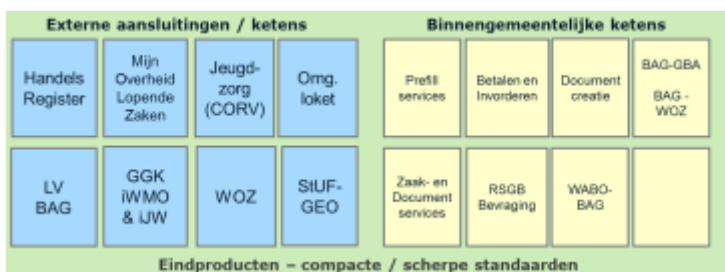 Externe aansluitingen / ketens
Binnengemeentelijke ketens
Handels
Register
Mijn
Overheid
Lopende
Zaken
Jeugd-
zorg
(CORV)
Omg.
loket
Prefill
services
Betalen en
Invorderen
Document
creatie
BAG-GBA
BAG -
WOZ
LV
BAG
GGK
iWMO
& iJW
WOZ
StUF-
GEO
Zaak- en
Document
services
RSGB
Bevraging
WABO-
BAG
Eindproducten – compacte / scherpe standaarden